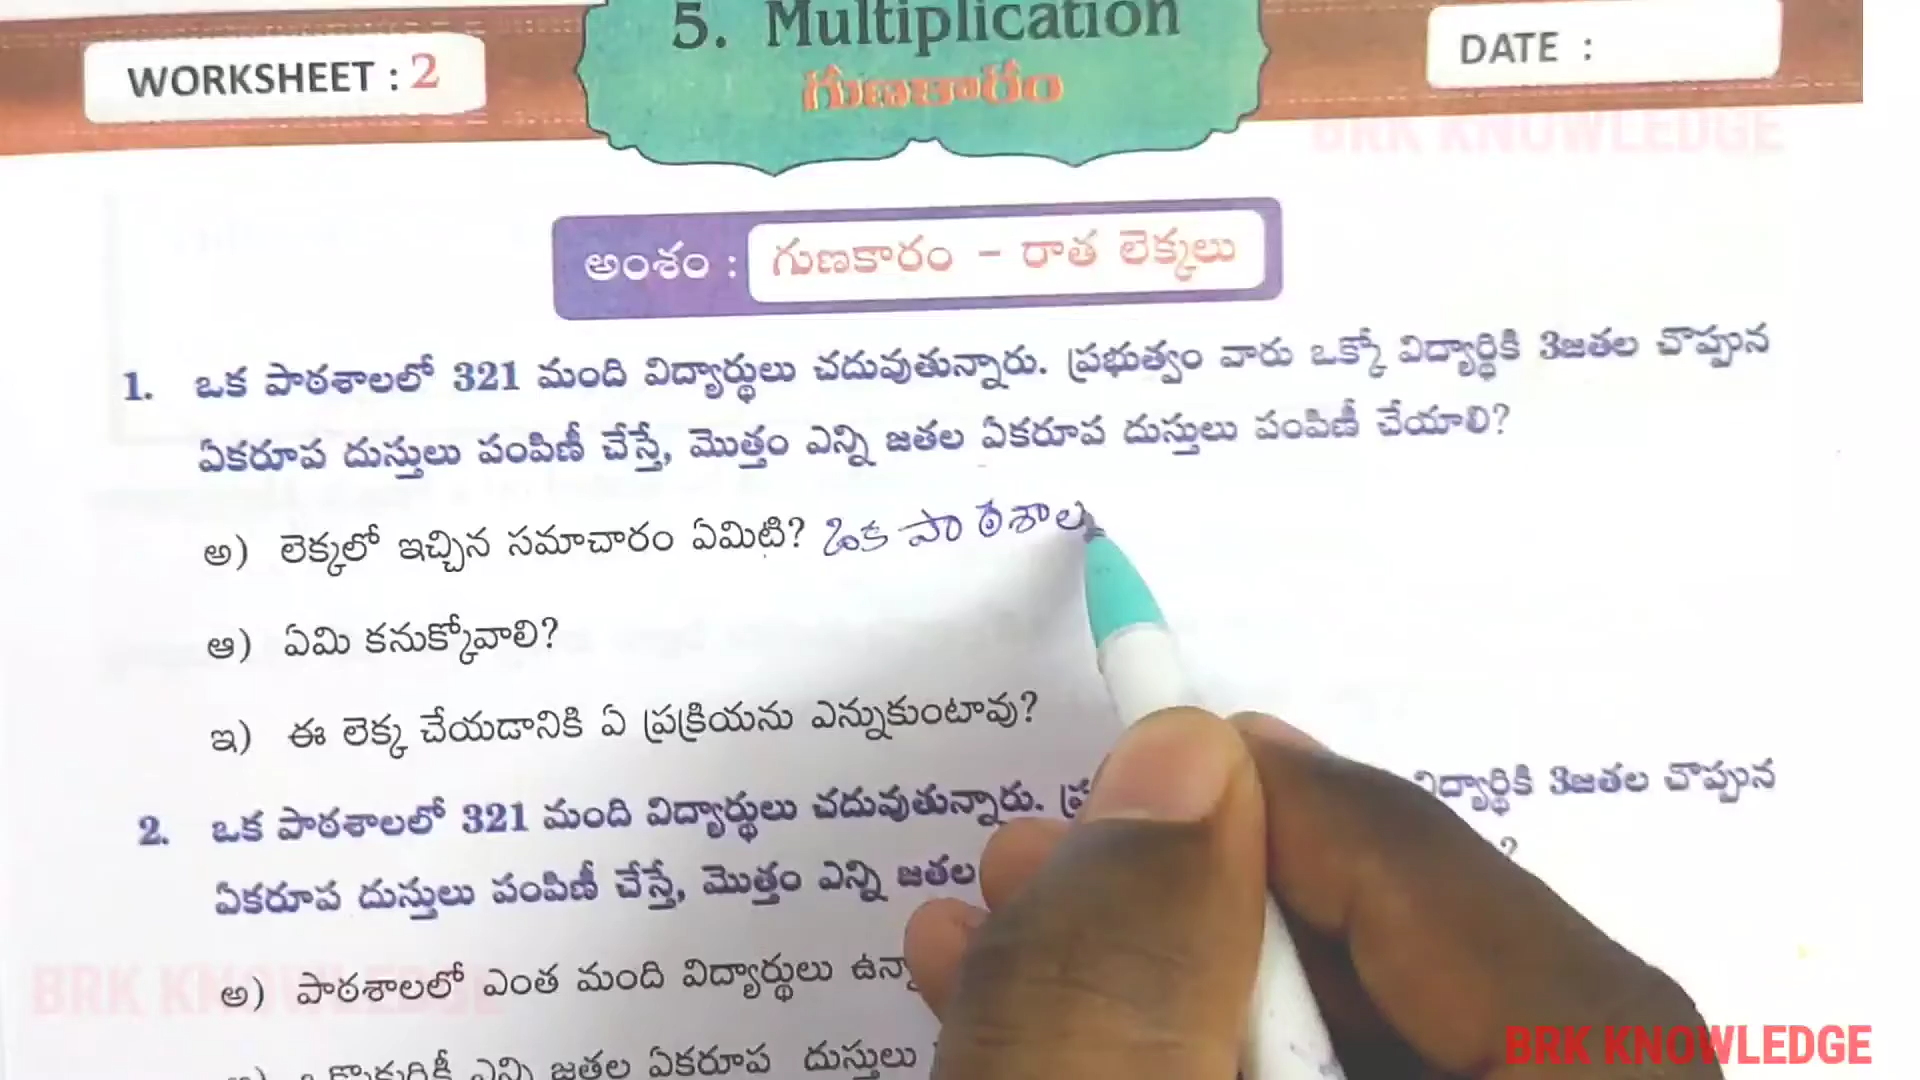 5. Multiplication
గుణకారం
WORKSHEET : 2
DATE :
BRK KNOWLEDGE
అంశం : గుణకారం - రాత లెక్కలు
1. ఒక పాఠశాలలో 321 మంది విద్యార్థులు చదువుతున్నారు. ప్రభుత్వం వారు ఒక్కో విద్యార్థికి 3జతల చొప్పున
ఏకరూప దుస్తులు పంపిణీ చేస్తే, మొత్తం ఎన్ని జతల ఏకరూప దుస్తులు పంపిణీ చేయాలి?
అ) లెక్కలో ఇచ్చిన సమాచారం ఏమిటి? ఒక పాఠశాల
ఆ) ఏమి కనుక్కోవాలి?
ఇ) ఈ లెక్క చేయడానికి ఏ ప్రక్రియను ఎన్నుకుంటావు?
2. ఒక పాఠశాలలో 321 మంది విద్యార్థులు చదువుతున్నారు. విద్యార్థికి 3జతల చొప్పున
ఏకరూప దుస్తులు పంపిణీ చేస్తే, మొత్తం ఎన్ని జతల ?
అ) పాఠశాలలో ఎంత మంది విద్యార్థులు
BRK KNOWLEDGE
ఎన్ని జతల ఏకరూప దుస్తులు
BRK KNOWLEDGE